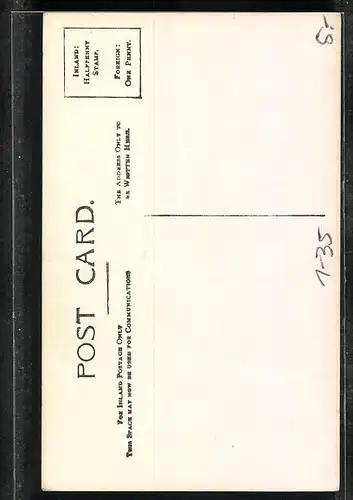 POST CARD.
FOR INLAND POSTAGE ONLY
THIS SPACE MAY NOW BE USED FOR COMMUNICATIONS
THE ADDRESS ONLY TO
BE WRITTEN HERE.
INLAND:
HALFPENNY
STAMP.
FOREIGN:
ONE PENNY.
5-
1-35